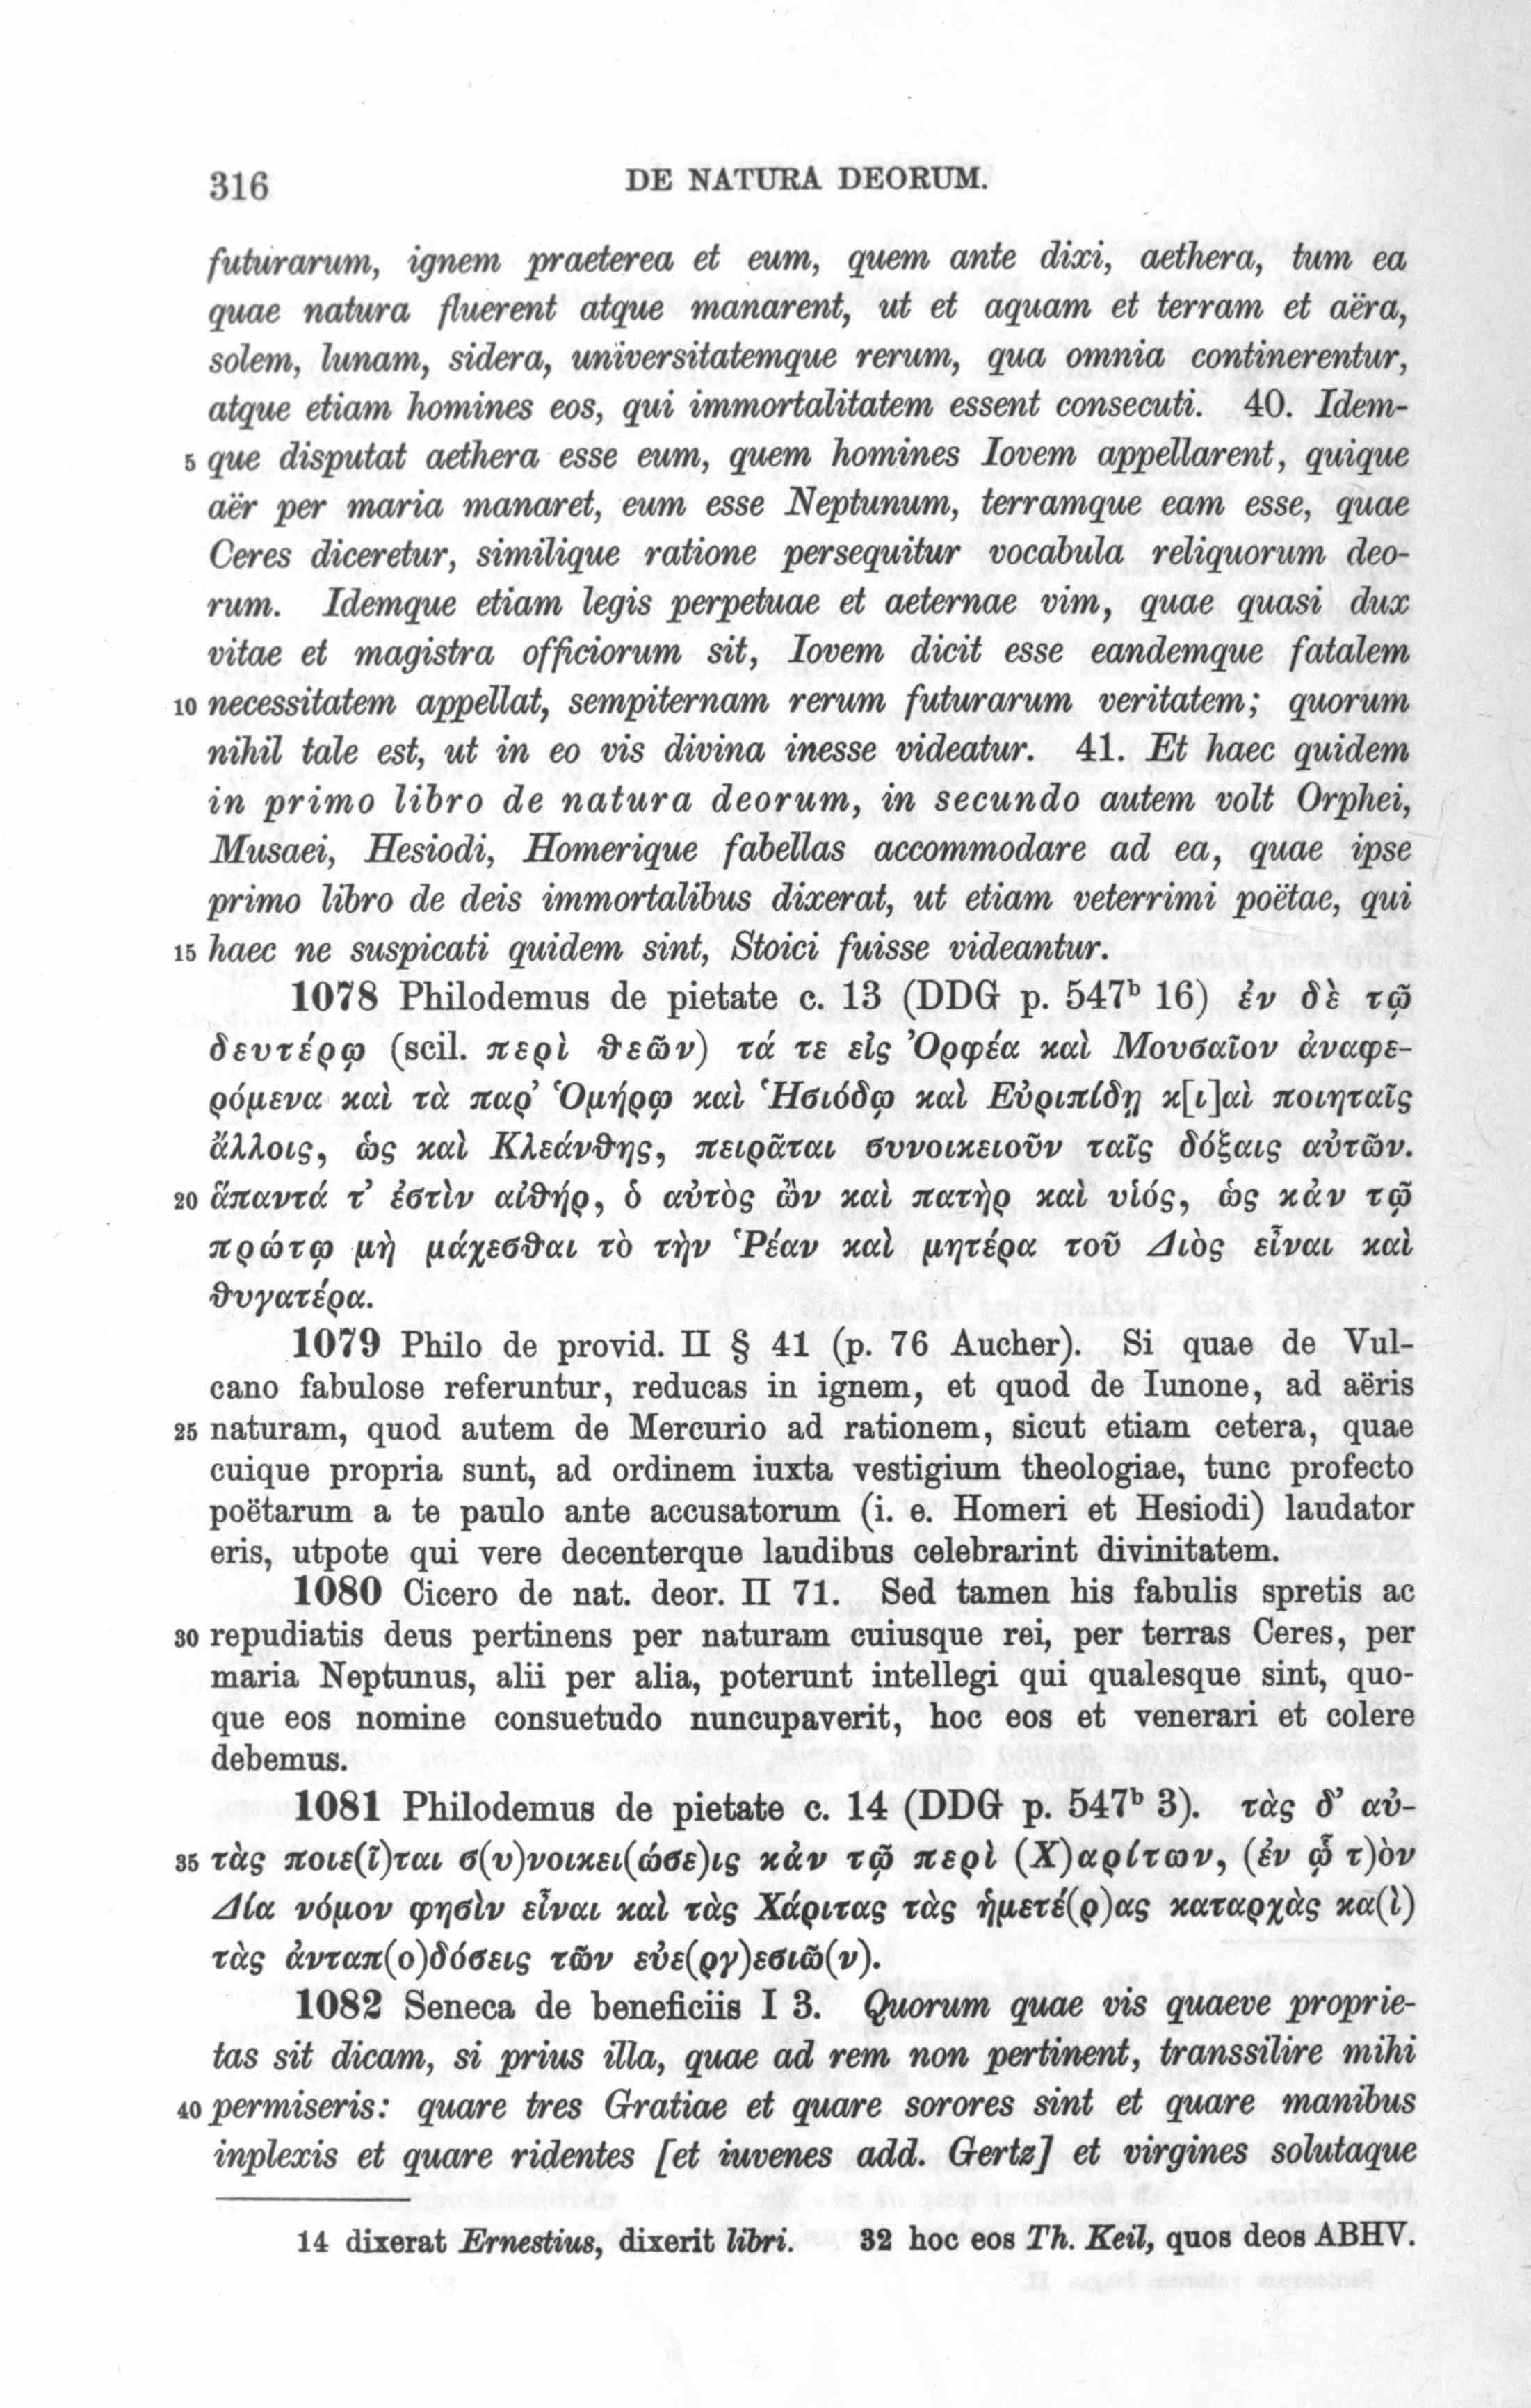 316 DE NATURA DEORUM.
futurarum, ignem praeterea et eum, quem ante dixi, aethera, tum ea
quae natura fluerent atque manarent, ut et aquam et terram et aëra,
solem, lunam, sidera, universitatemque rerum, qua omnia continerentur,
atque etiam homines eos, qui immortalitatem essent consecuti. 40. Idem-
5 que disputat aethera esse eum, quem homines Iovem appellarent, quique
aër per maria manaret, eum esse Neptunum, terramque eam esse, quae
Ceres diceretur, similique ratione persequitur vocabula reliquorum deo-
rum. Idemque etiam legis perpetuae et aeternae vim, quae quasi dux
vitae et magistra officiorum sit, Iovem dicit esse eandemque fatalem
10 necessitatem appellat, sempiternam rerum futurarum veritatem; quorum
nihil tale est, ut in eo vis divina inesse videatur. 41. Et haec quidem
in primo libro de natura deorum, in secundo autem volt Orphei,
Musaei, Hesiodi, Homerique fabellas accommodare ad ea, quae ipse
primo libro de deis immortalibus dixerat, ut etiam veterrimi poëtae, qui
15 haec ne suspicati quidem sint, Stoici fuisse videantur.
1078 Philodemus de pietate c. 13 (DDG p. 547ᵇ 16) ἐν δὲ τῷ
δευτέρῳ (scil. περὶ θεῶν) τά τε εἰς Ὀρφέα καὶ Μουσαῖον ἀναφε-
ρόμενα καὶ τὰ παρ’ Ὁμήρῳ καὶ Ἡσιόδῳ καὶ Εὐριπίδῃ κ[ι]αὶ ποιηταῖς
ἄλλοις, ὡς καὶ Κλεάνθης, πειρᾶται συνοικειοῦν ταῖς δόξαις αὐτῶν.
20 ἅπαντά τ’ ἐστὶν αἰθήρ, ὁ αὐτὸς ὢν καὶ πατὴρ καὶ υἱός, ὡς κἀν τῷ
πρώτῳ μὴ μάχεσθαι τὸ τὴν Ῥέαν καὶ μητέρα τοῦ Διὸς εἶναι καὶ
θυγατέρα.
1079 Philo de provid. II § 41 (p. 76 Aucher). Si quae de Vul-
cano fabulose referuntur, reducas in ignem, et quod de Iunone, ad aëris
25 naturam, quod autem de Mercurio ad rationem, sicut etiam cetera, quae
cuique propria sunt, ad ordinem iuxta vestigium theologiae, tunc profecto
poëtarum a te paulo ante accusatorum (i. e. Homeri et Hesiodi) laudator
eris, utpote qui vere decenterque laudibus celebrarint divinitatem.
1080 Cicero de nat. deor. II 71. Sed tamen his fabulis spretis ac
30 repudiatis deus pertinens per naturam cuiusque rei, per terras Ceres, per
maria Neptunus, alii per alia, poterunt intellegi qui qualesque sint, quo-
que eos nomine consuetudo nuncupaverit, hoc eos et venerari et colere
debemus.
1081 Philodemus de pietate c. 14 (DDG p. 547ᵇ 3). τὰς δ’ αὐ-
35 τὰς ποιε(ῖ)ται σ(υ)νοικει(ώσε)ις κἀν τῷ περὶ (Χ)αρίτων, (ἐν ᾧ τ)ὸν
Δία νόμον φησὶν εἶναι καὶ τὰς Χάριτας τὰς ἡμετέ(ρ)ας καταρχὰς κα(ὶ)
τὰς ἀνταπ(ο)δόσεις τῶν εὐε(ργ)εσιῶ(ν).
1082 Seneca de beneficiis I 3. Quorum quae vis quaeve proprie-
tas sit dicam, si prius illa, quae ad rem non pertinent, transsilire mihi
40 permiseris: quare tres Gratiae et quare sorores sint et quare manibus
inplexis et quare ridentes [et iuvenes add. Gertz] et virgines solutaque
14 dixerat Ernestius, dixerit libri. 32 hoc eos Th. Keil, quos deos ABHV.